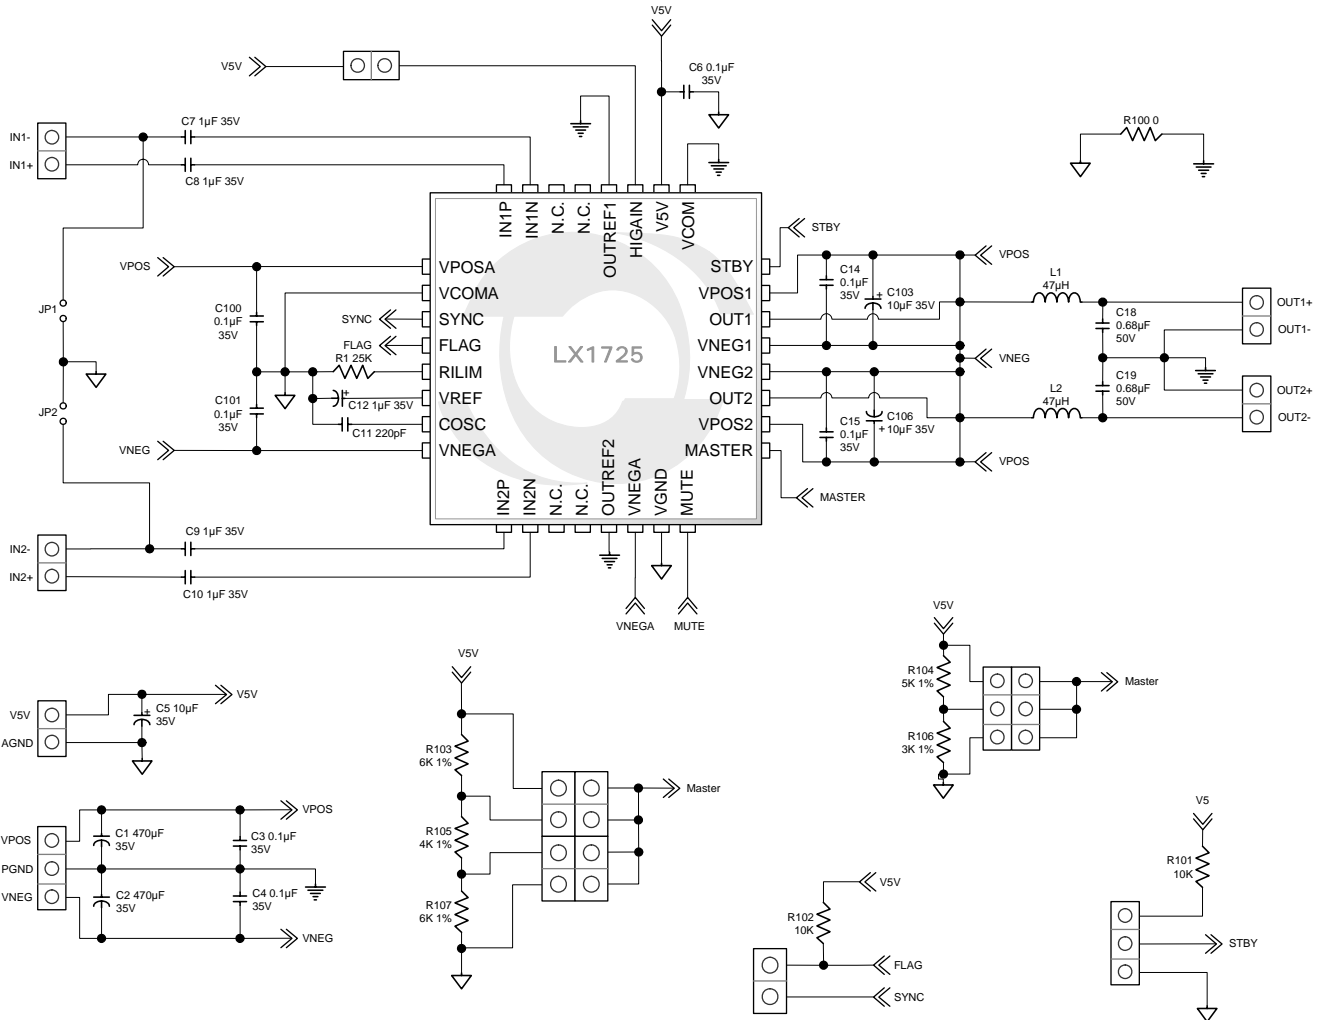 V5V
V5V
C6 0.1µF
35V
R100 0
IN1-
IN1+
C7 1µF 35V
C8 1µF 35V
IN1P
IN1N
N.C.
N.C.
OUTREF1
HIGAIN
V5V
VCOM
VPOS
C100
0.1µF
35V
SYNC
FLAG
R1 25K
C12 1µF 35V
C11 220pF
C101
0.1µF
35V
VNEG
JP1
JP2
VPOSA
VCOMA
SYNC
FLAG
RILIM
VREF
COSC
VNEGA
LX1725
STBY
VPOS1
OUT1
VNEG1
VNEG2
OUT2
VPOS2
MASTER
IN2P
IN2N
N.C.
N.C.
OUTREF2
VNEGA
VGND
MUTE
STBY
VPOS
C14
0.1µF
35V
C103
10µF 35V
VNEG
C15
0.1µF
35V
C106
10µF 35V
VPOS
MASTER
L1
47µH
C18
0.68µF
50V
C19
0.68µF
50V
L2
47µH
OUT1+
OUT1-
OUT2+
OUT2-
IN2-
IN2+
C9 1µF 35V
C10 1µF 35V
VNEGA
MUTE
V5V
AGND
C5 10µF
35V
V5V
VPOS
PGND
VNEG
C1 470µF
35V
C2 470µF
35V
C3 0.1µF
35V
C4 0.1µF
35V
VPOS
VNEG
V5V
R103
6K 1%
R105
4K 1%
R107
6K 1%
Master
V5V
R104
5K 1%
R106
3K 1%
Master
V5V
R102
10K
FLAG
SYNC
V5
R101
10K
STBY